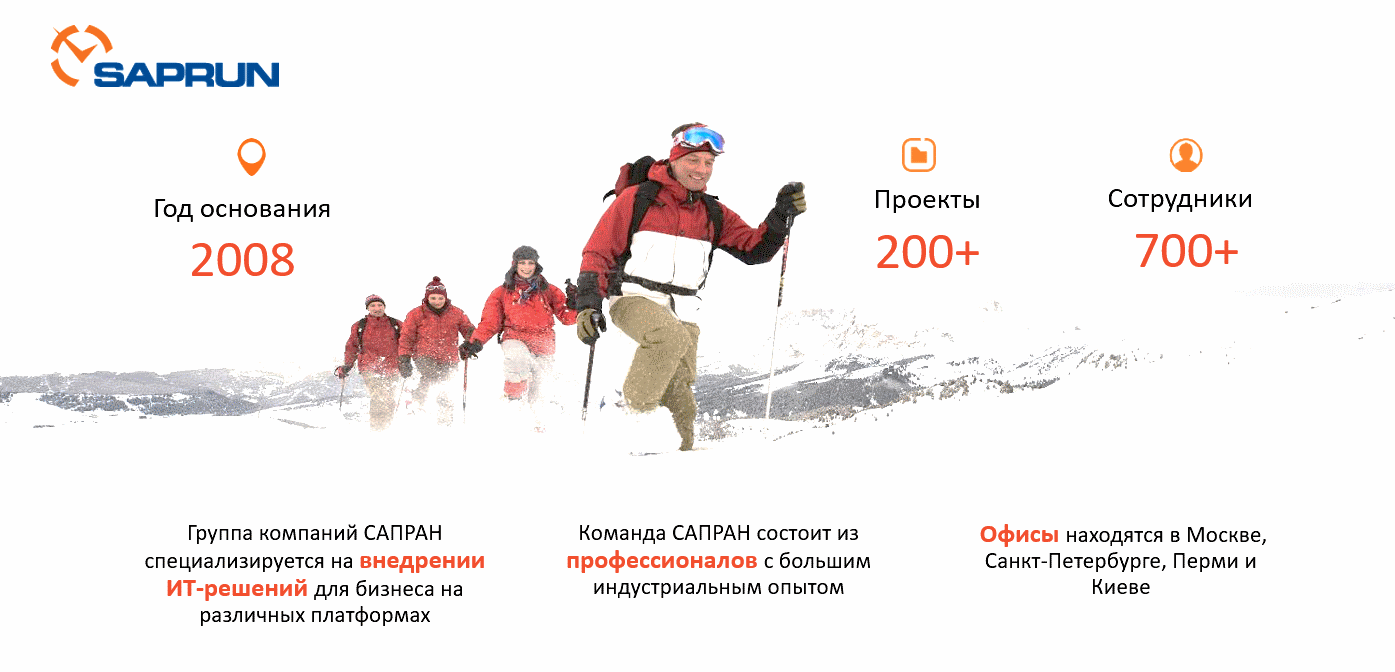 SAPRUN
Год основания
2008
Проекты
200+
Сотрудники
700+
Группа компаний САПРАН
специализируется на внедрении
ИТ-решений для бизнеса на
различных платформах
Команда САПРАН состоит из
профессионалов с большим
индустриальным опытом
Офисы находятся в Москве,
Санкт-Петербурге, Перми и
Киеве